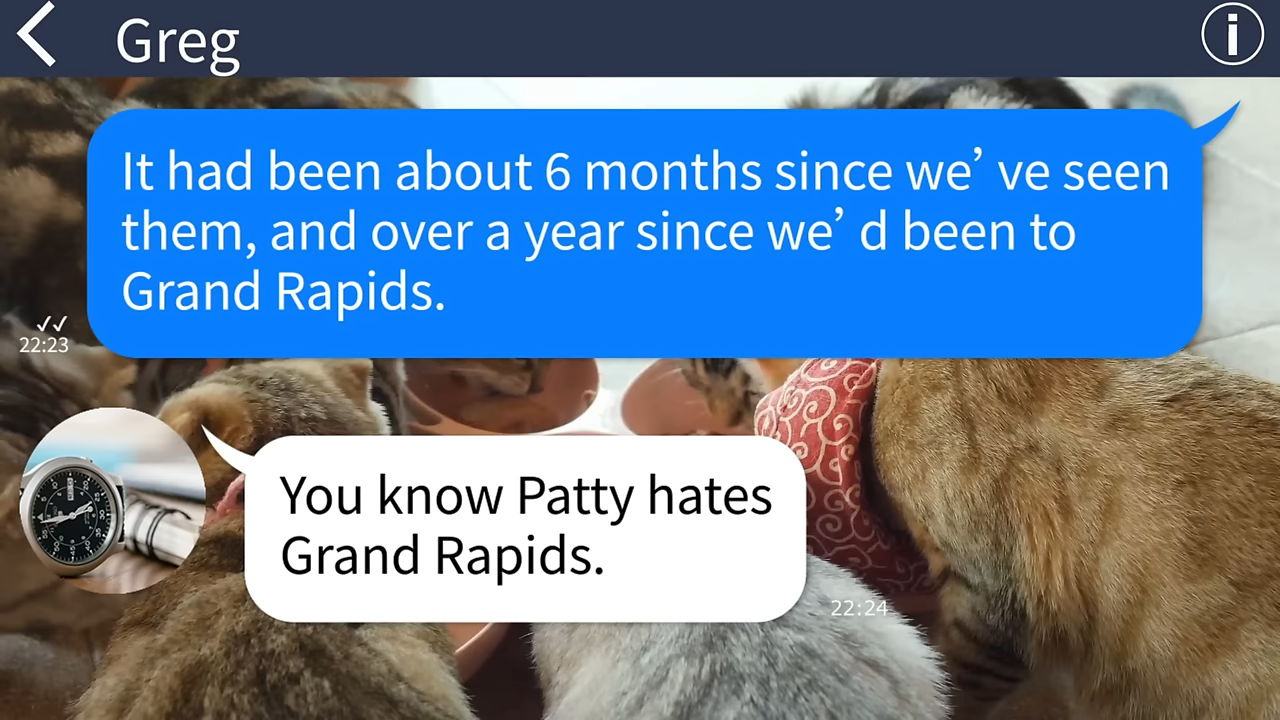 Greg
It had been about 6 months since we’ ve seen
them, and over a year since we’ d been to
Grand Rapids.
22:23
You know Patty hates
Grand Rapids.
22:24